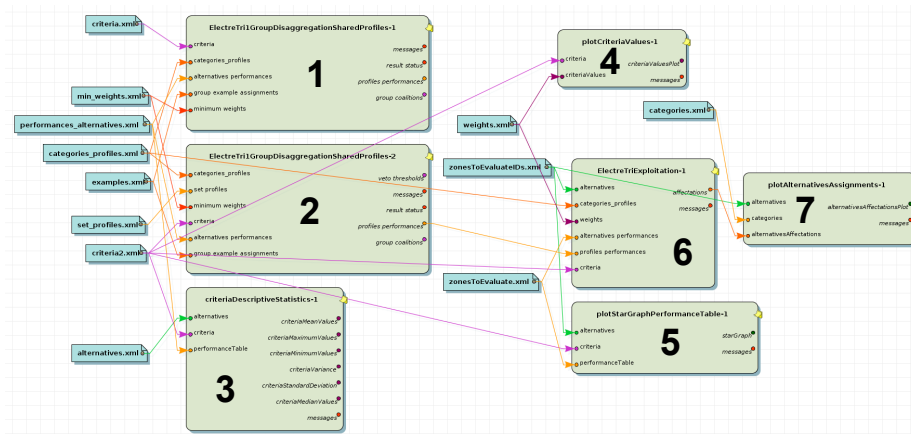 criteria.xml
min_weights.xml
performances_alternatives.xml
categories_profiles.xml
examples.xml
set_profiles.xml
criteria2.xml
alternatives.xml
ElectreTri1GroupDisaggregationSharedProfiles-1
criteria
categories_profiles
alternatives performances
group example assignments
minimum weights
1
messages
result status
profiles performances
group coalitions
ElectreTri1GroupDisaggregationSharedProfiles-2
categories_profiles
set profiles
minimum weights
criteria
alternatives performances
group example assignments
2
veto thresholds
messages
result status
profiles performances
group coalitions
criteriaDescriptiveStatistics-1
alternatives
criteria
performanceTable
3
criteriaMeanValues
criteriaMaximumValues
criteriaMinimumValues
criteriaVariance
criteriaStandardDeviation
criteriaMedianValues
messages
weights.xml
zonesToEvaluateIDs.xml
zonesToEvaluate.xml
plotCriteriaValues-1
criteria
criteriaValues
4
criteriaValuesPlot
messages
categories.xml
ElectreTriExploitation-1
alternatives
categories_profiles
weights
alternatives performances
profiles performances
criteria
6
affectations
messages
plotStarGraphPerformanceTable-1
alternatives
criteria
performanceTable
5
starGraph
messages
plotAlternativesAssignments-1
alternatives
categories
alternativesAffectations
7
alternativesAffectationsPlot
messages